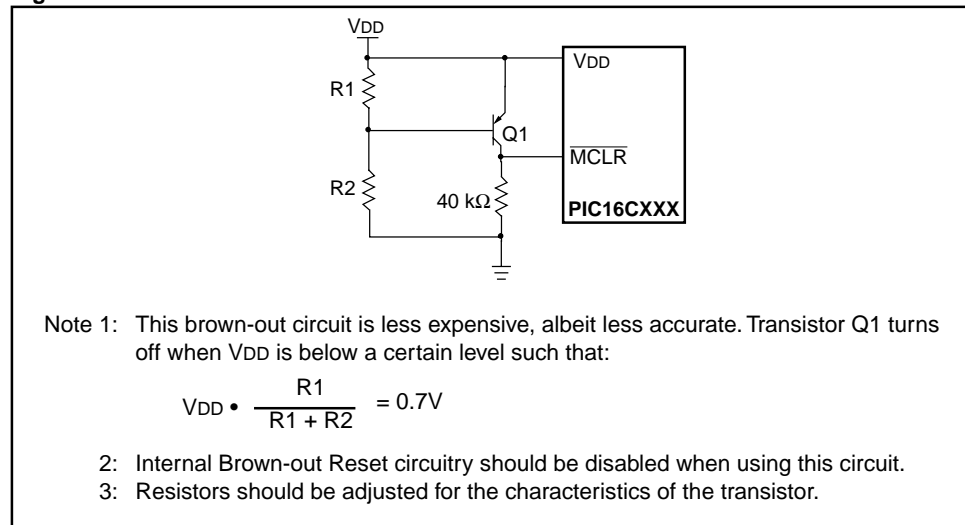 VDD
VDD
R1
Q1
MCLR
R2
40 kΩ
PIC16CXXX
Note 1: This brown-out circuit is less expensive, albeit less accurate. Transistor Q1 turns
off when VDD is below a certain level such that:
R1
VDD • = 0.7V
R1 + R2
2: Internal Brown-out Reset circuitry should be disabled when using this circuit.
3: Resistors should be adjusted for the characteristics of the transistor.